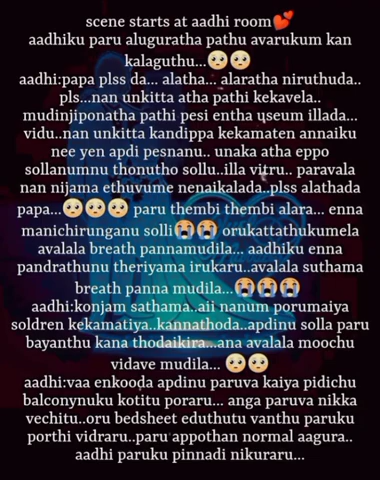 scene starts at aadhi room💕
aadhiku paru aluguratha pathu avarukum kan
kalaguthu...🥺🥺
aadhi:papa plss da... alatha... alaratha niruthuda..
pls...nan unkitta atha pathi kekavela..
mudinjiponatha pathi pesi entha useum illada...
vidu..nan unkitta kandippa kekamaten annaiku
nee yen apdi pesnanu.. unaka atha eppo
sollanumnu thonutho sollu..illa vitru.. paravala
nan nijama ethuvume nenaikalada..plss alathada
papa...🥺🥺🥺 paru thembi thembi alara... enna
manichirunganu solli😭😭 orukattathukumela
avalala breath pannamudila... aadhiku enna
pandrathunu theriyama irukaru..avalala suthama
breath panna mudila...😭😭😭
aadhi:konjam sathama..aii nanum porumaiya
soldren kekamatiya..kannathoda..apdinu solla paru
bayanthu kana thodaikira...ana avalala moochu
vidave mudila... 🥺🥺
aadhi:vaa enkooda apdinu paruva kaiya pidichu
balconynuku kotitu poraru... anga paruva nikka
vechitu..oru bedsheet eduthutu vanthu paruku
porthi vidraru..paru appothan normal aagura..
aadhi paruku pinnadi nikuraru...